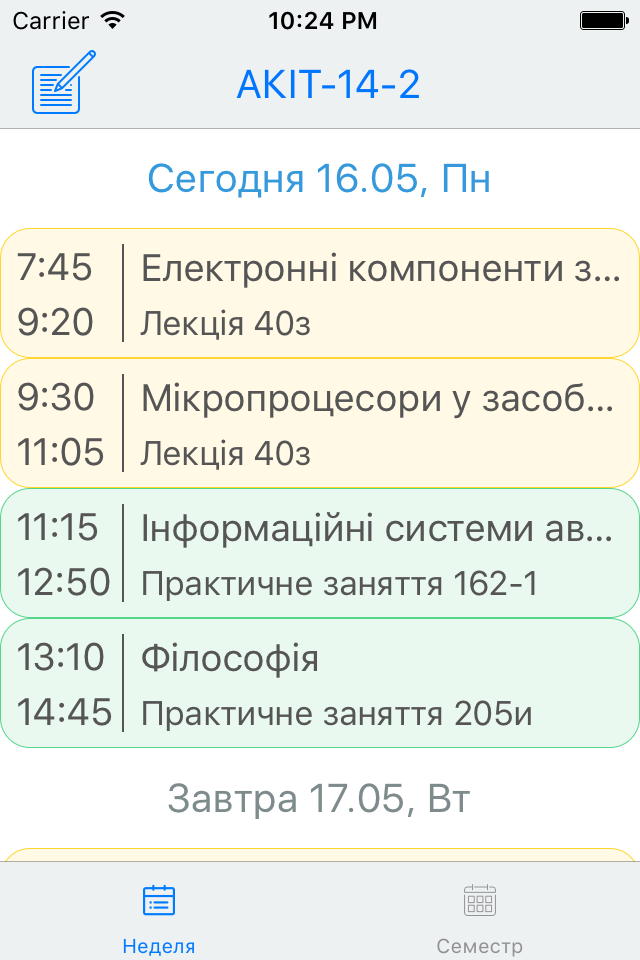 Carrier 10:24 PM
АКІТ-14-2
Сегодня 16.05, Пн
7:45 Електронні компоненти з...
9:20 Лекція 40з
9:30 Мікропроцесори у засоб...
11:05 Лекція 40з
11:15 Інформаційні системи ав...
12:50 Практичне заняття 162-1
13:10 Філософія
14:45 Практичне заняття 205и
Завтра 17.05, Вт
Неделя Семестр